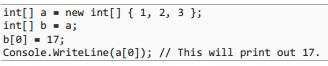 int[] a = new int[] { 1, 2, 3 };
int[] b = a;
b[0] = 17;
Console.WriteLine(a[0]); // This will print out 17.